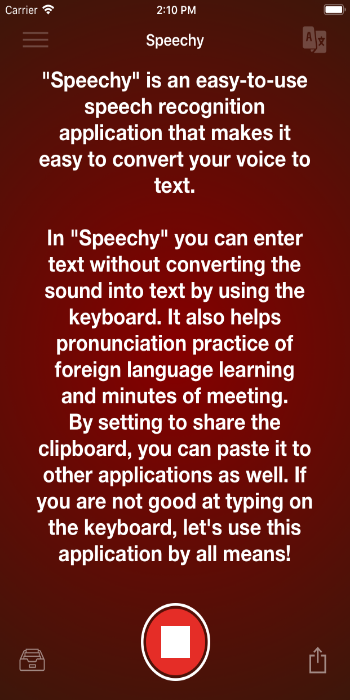 Carrier 2:10 PM
Speechy
"Speechy" is an easy-to-use
speech recognition
application that makes it
easy to convert your voice to
text.
In "Speechy" you can enter
text without converting the
sound into text by using the
keyboard. It also helps
pronunciation practice of
foreign language learning
and minutes of meeting.
By setting to share the
clipboard, you can paste it to
other applications as well. If
you are not good at typing on
the keyboard, let's use this
application by all means!